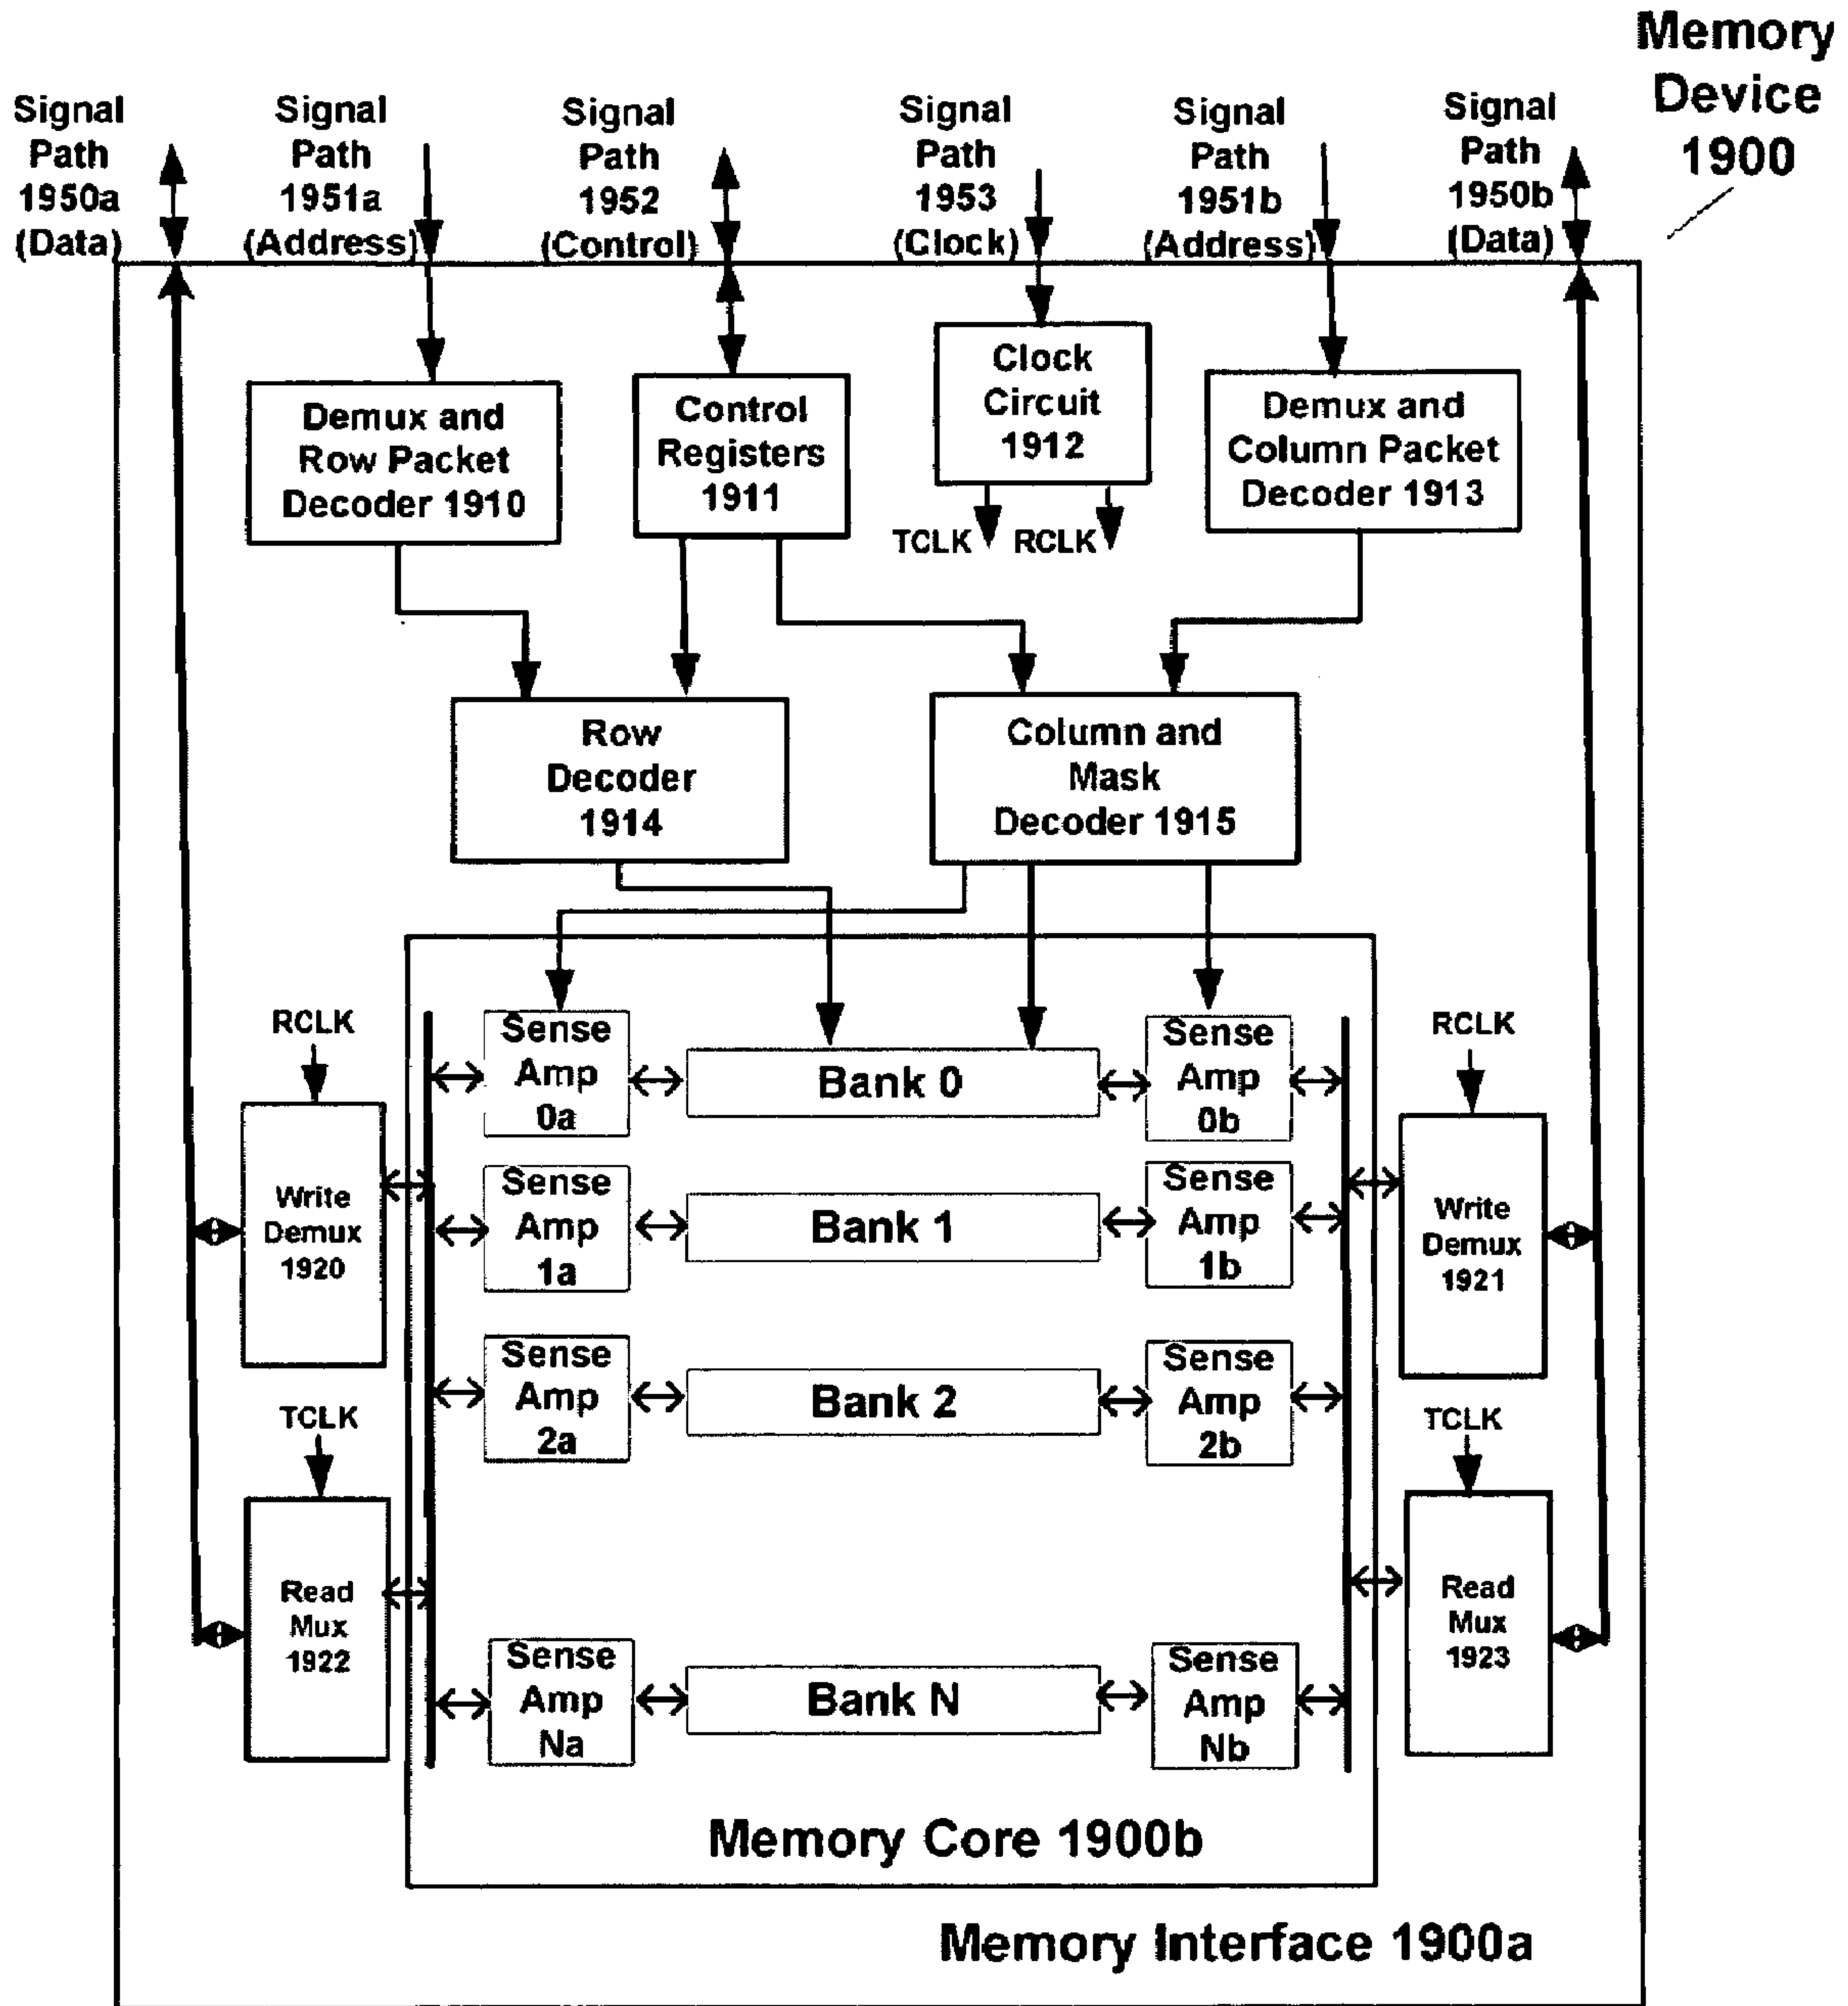 Memory
Device
1900
Signal
Path
1950a
(Data)
Signal
Path
1951a
(Address)
Signal
Path
1952
(Control)
Signal
Path
1953
(Clock)
Signal
Path
1951b
(Address)
Signal
Path
1950b
(Data)
Demux and
Row Packet
Decoder 1910
Control
Registers
1911
Clock
Circuit
1912
Demux and
Column Packet
Decoder 1913
TCLK
RCLK
Row
Decoder
1914
Column and
Mask
Decoder 1915
RCLK
Write
Demux
1920
TCLK
Read
Mux
1922
Sense
Amp
0a
Bank 0
Sense
Amp
0b
Sense
Amp
1a
Bank 1
Sense
Amp
1b
Sense
Amp
2a
Bank 2
Sense
Amp
2b
Sense
Amp
Na
Bank N
Sense
Amp
Nb
RCLK
Write
Demux
1921
TCLK
Read
Mux
1923
Memory Core 1900b
Memory Interface 1900a